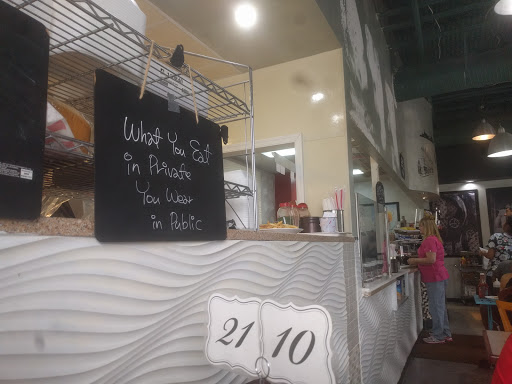 What You Eat
in Private
You Wear
in Public
21
10